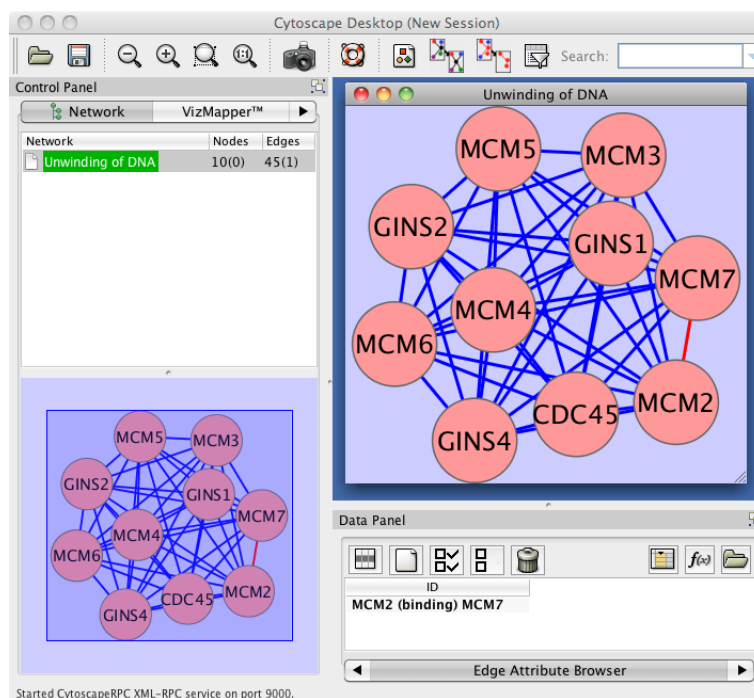 Cytoscape Desktop (New Session)
1:1
Search:
Control Panel
Network
VizMapper™
Network Nodes Edges
Unwinding of DNA 10(0) 45(1)
Unwinding of DNA
MCM5
MCM3
GINS2
GINS1
MCM7
MCM4
MCM6
MCM2
CDC45
GINS4
MCM5
MCM3
GINS2
GINS1
MCM7
MCM4
MCM6
MCM2
CDC45
GINS4
Data Panel
f(x)
ID
MCM2 (binding) MCM7
Edge Attribute Browser
Started CytoscapeRPC XML-RPC service on port 9000.